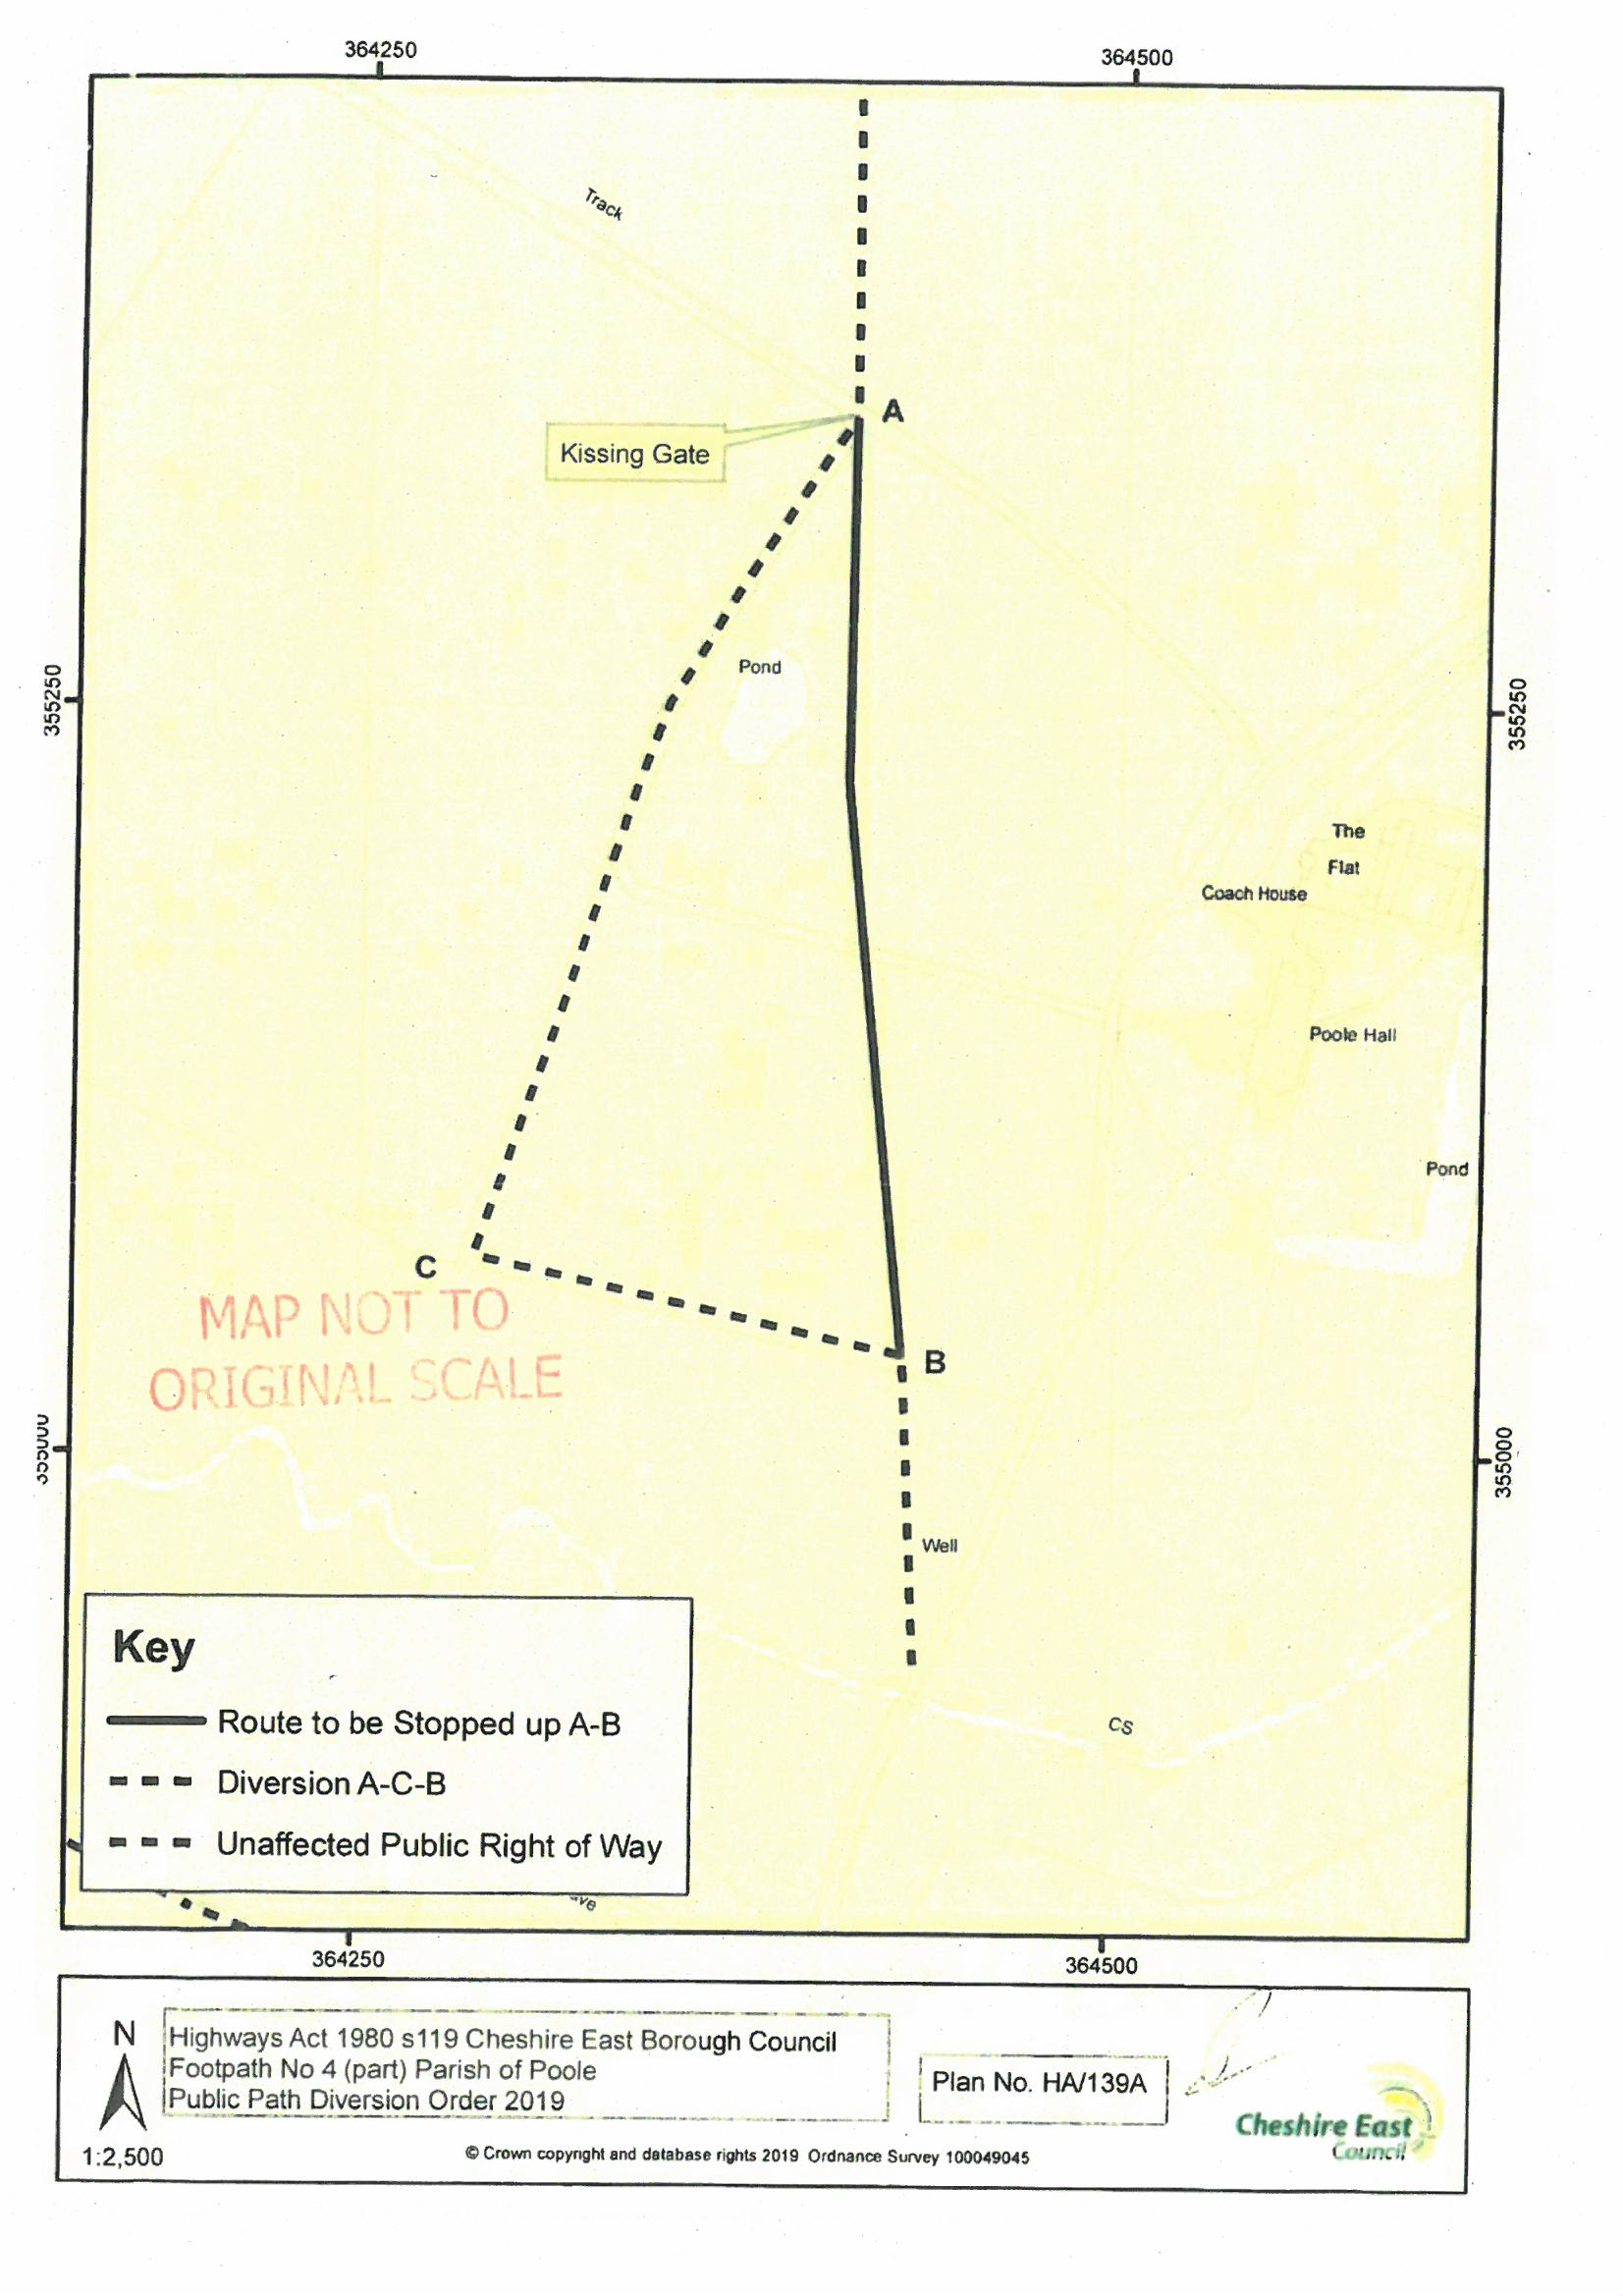 364250
364500
Track
A
Kissing Gate
355250
Pond
355250
The
Flat
Coach House
Poole Hall
Pond
C
MAP NOT TO
ORIGINAL SCALE
B
355000
Well
Key
Route to be Stopped up A-B
Diversion A-C-B
Unaffected Public Right of Way
CS
364250
364500
N
Highways Act 1980 s119 Cheshire East Borough Council
Footpath No 4 (part) Parish of Poole
Public Path Diversion Order 2019
Plan No. HA/139A
Cheshire East
Council
1:2,500
© Crown copyright and database rights 2019 Ordnance Survey 100049045